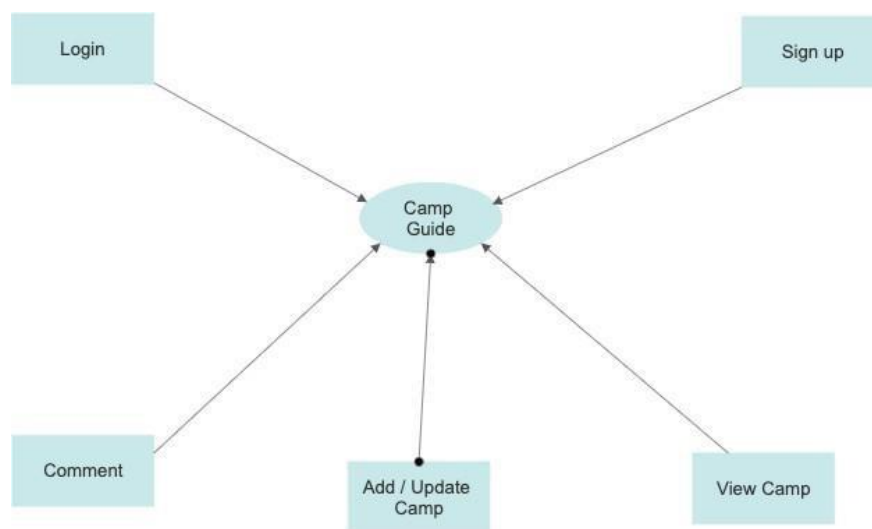 Login
Sign up
Camp
Guide
Comment
Add / Update
Camp
View Camp